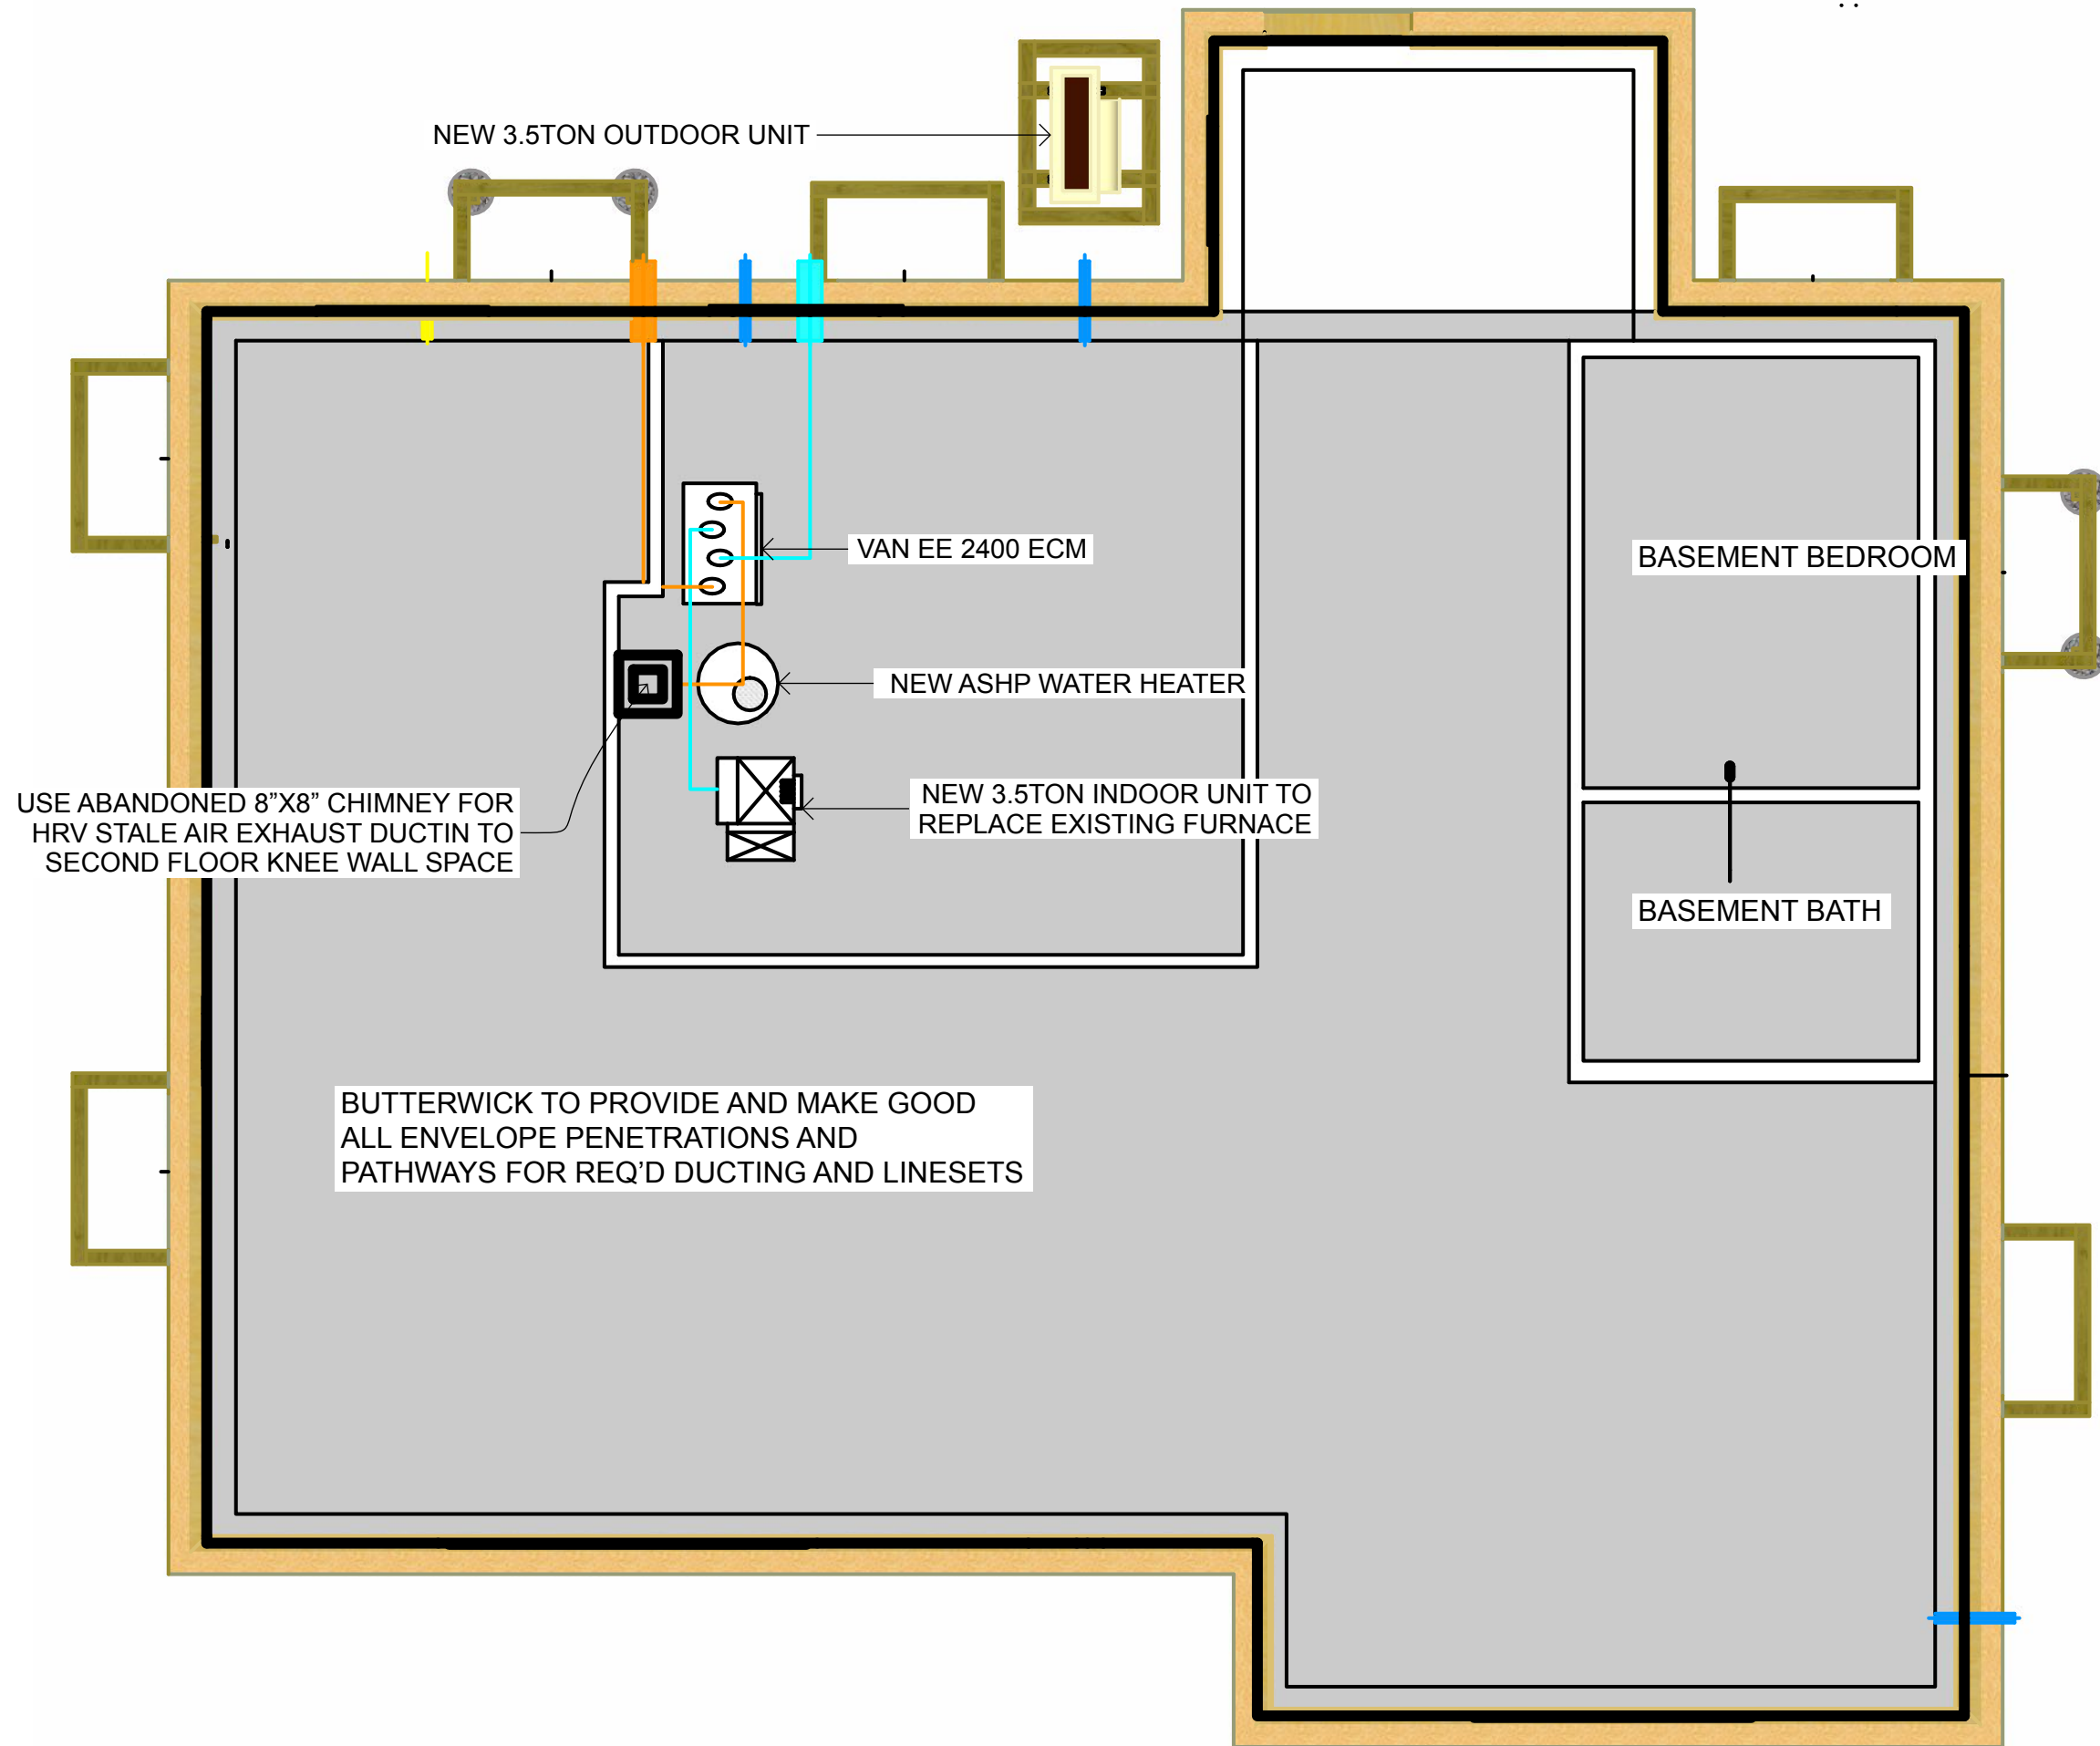 NEW 3.5TON OUTDOOR UNIT
VAN EE 2400 ECM
BASEMENT BEDROOM
NEW ASHP WATER HEATER
USE ABANDONED 8”X8” CHIMNEY FOR
HRV STALE AIR EXHAUST DUCTIN TO
SECOND FLOOR KNEE WALL SPACE
NEW 3.5TON INDOOR UNIT TO
REPLACE EXISTING FURNACE
BASEMENT BATH
BUTTERWICK TO PROVIDE AND MAKE GOOD
ALL ENVELOPE PENETRATIONS AND
PATHWAYS FOR REQ’D DUCTING AND LINESETS